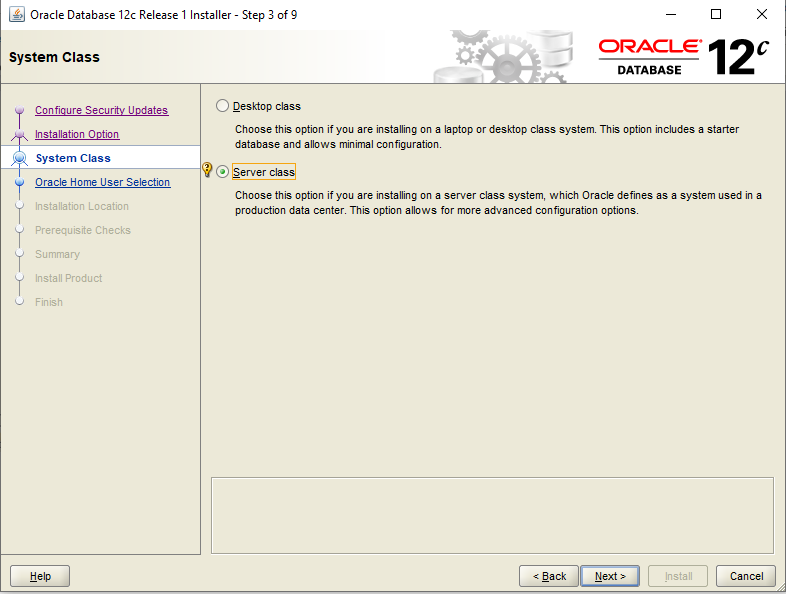 Oracle Database 12c Release 1 Installer - Step 3 of 9
System Class
ORACLE®
DATABASE
12c
Configure Security Updates
Installation Option
System Class
Oracle Home User Selection
Installation Location
Prerequisite Checks
Summary
Install Product
Finish
Desktop class
Choose this option if you are installing on a laptop or desktop class system. This option includes a starter
database and allows minimal configuration.
Server class
Choose this option if you are installing on a server class system, which Oracle defines as a system used in a
production data center. This option allows for more advanced configuration options.
Help
< Back
Next >
Install
Cancel